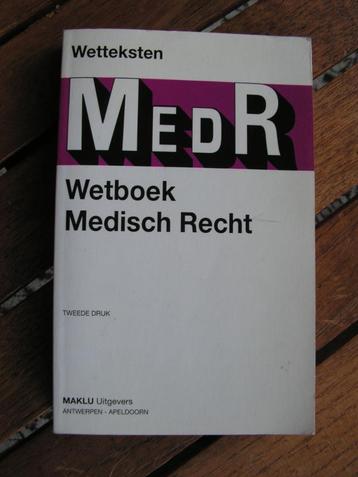 Wetteksten
MEDR
Wetboek
Medisch Recht
TWEEDE DRUK
MAKLU Uitgevers
ANTWERPEN - APELDOORN